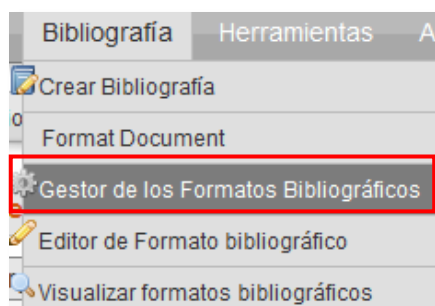 Bibliografía Herramientas A
Crear Bibliografía
Format Document
Gestor de los Formatos Bibliográficos
Editor de Formato bibliográfico
Visualizar formatos bibliográficos